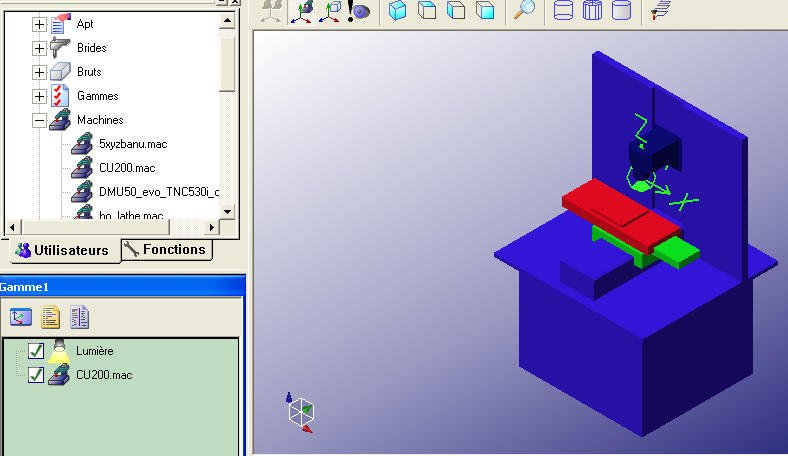 Apt
Brides
Bruts
Gammes
Machines
5xyzbanu.mac
CU200.mac
DMU50_evo_TNC530i_c
ho_lathe.mac
Utilisateurs
Fonctions
Gamme1
Lumière
CU200.mac
Z
X